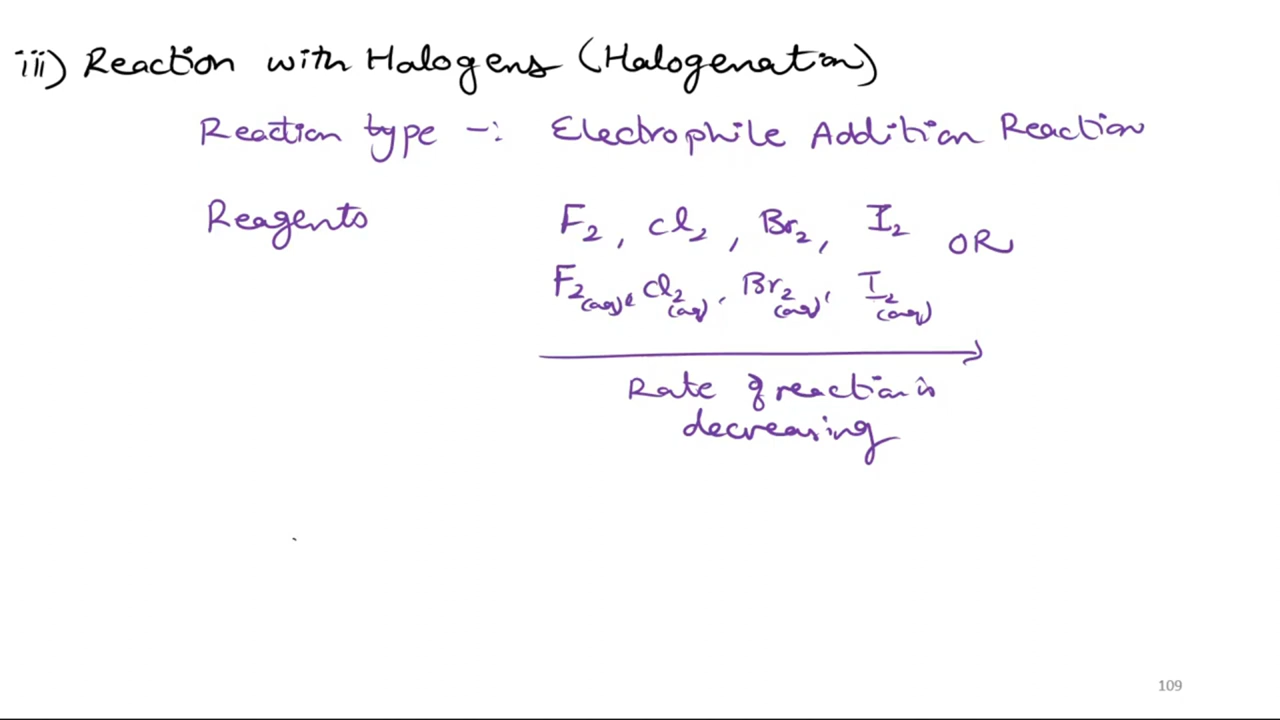 iii) Reaction with Halogens (Halogenation)
Reaction type -: Electrophile Addition Reaction
Reagents F₂, Cl₂, Br₂, I₂ OR
F₂(aq), Cl₂(aq), Br₂(aq), I₂(aq)
Rate of reaction is
decreasing
109